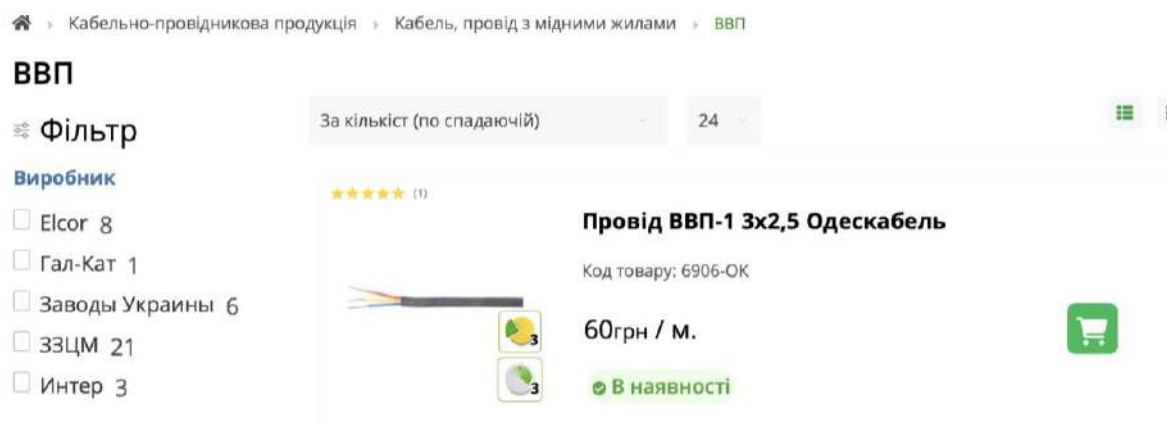 Кабельно-провідникова продукція
Кабель, провід з мідними жилами
ВВП
ВВП
Фільтр
За кількіст (по спадаючій)
24
Виробник
Elcor 8
Гал-Кат 1
Заводы Украины 6
ЗЗЦМ 21
Интер 3
(1)
Провід ВВП-1 3x2,5 Одескабель
Код товару: 6906-ОК
60грн / м.
3
3
В наявності